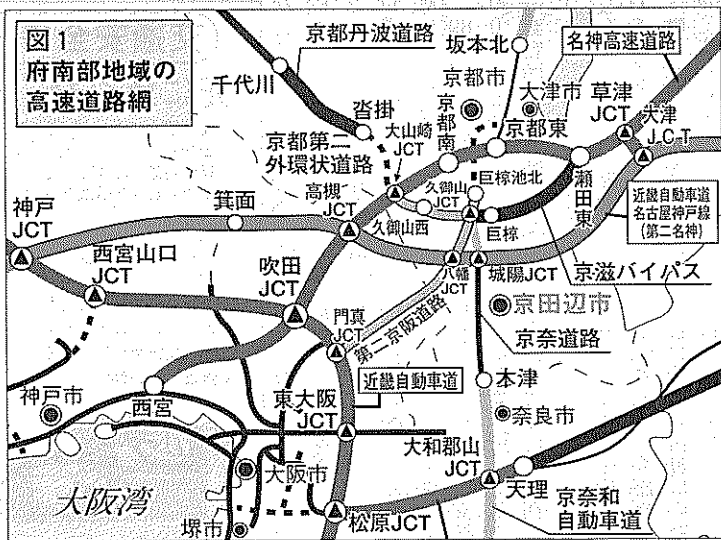 図1
府南部地域の
高速道路網
京都丹波道路
千代川
沓掛
坂本北
名神高速道路
京都市
大津市
草津
JCT
大津
JCT
京都南
京都東
大山崎
JCT
京都第二
外環状道路
高槻
JCT
久御山
JCT
巨椋池北
久御山西
巨椋
瀬田東
近畿自動車道
名古屋神戸線
(第二名神)
箕面
神戸
JCT
西宮山口
JCT
吹田
JCT
八幡
JCT
城陽JCT
京滋バイパス
門真
JCT
第二京阪道路
京田辺市
京奈道路
近畿自動車道
木津
神戸市
西宮
東大阪
JCT
奈良市
大和郡山
JCT
大阪市
天理
大阪湾
京奈和
自動車道
堺市
松原JCT